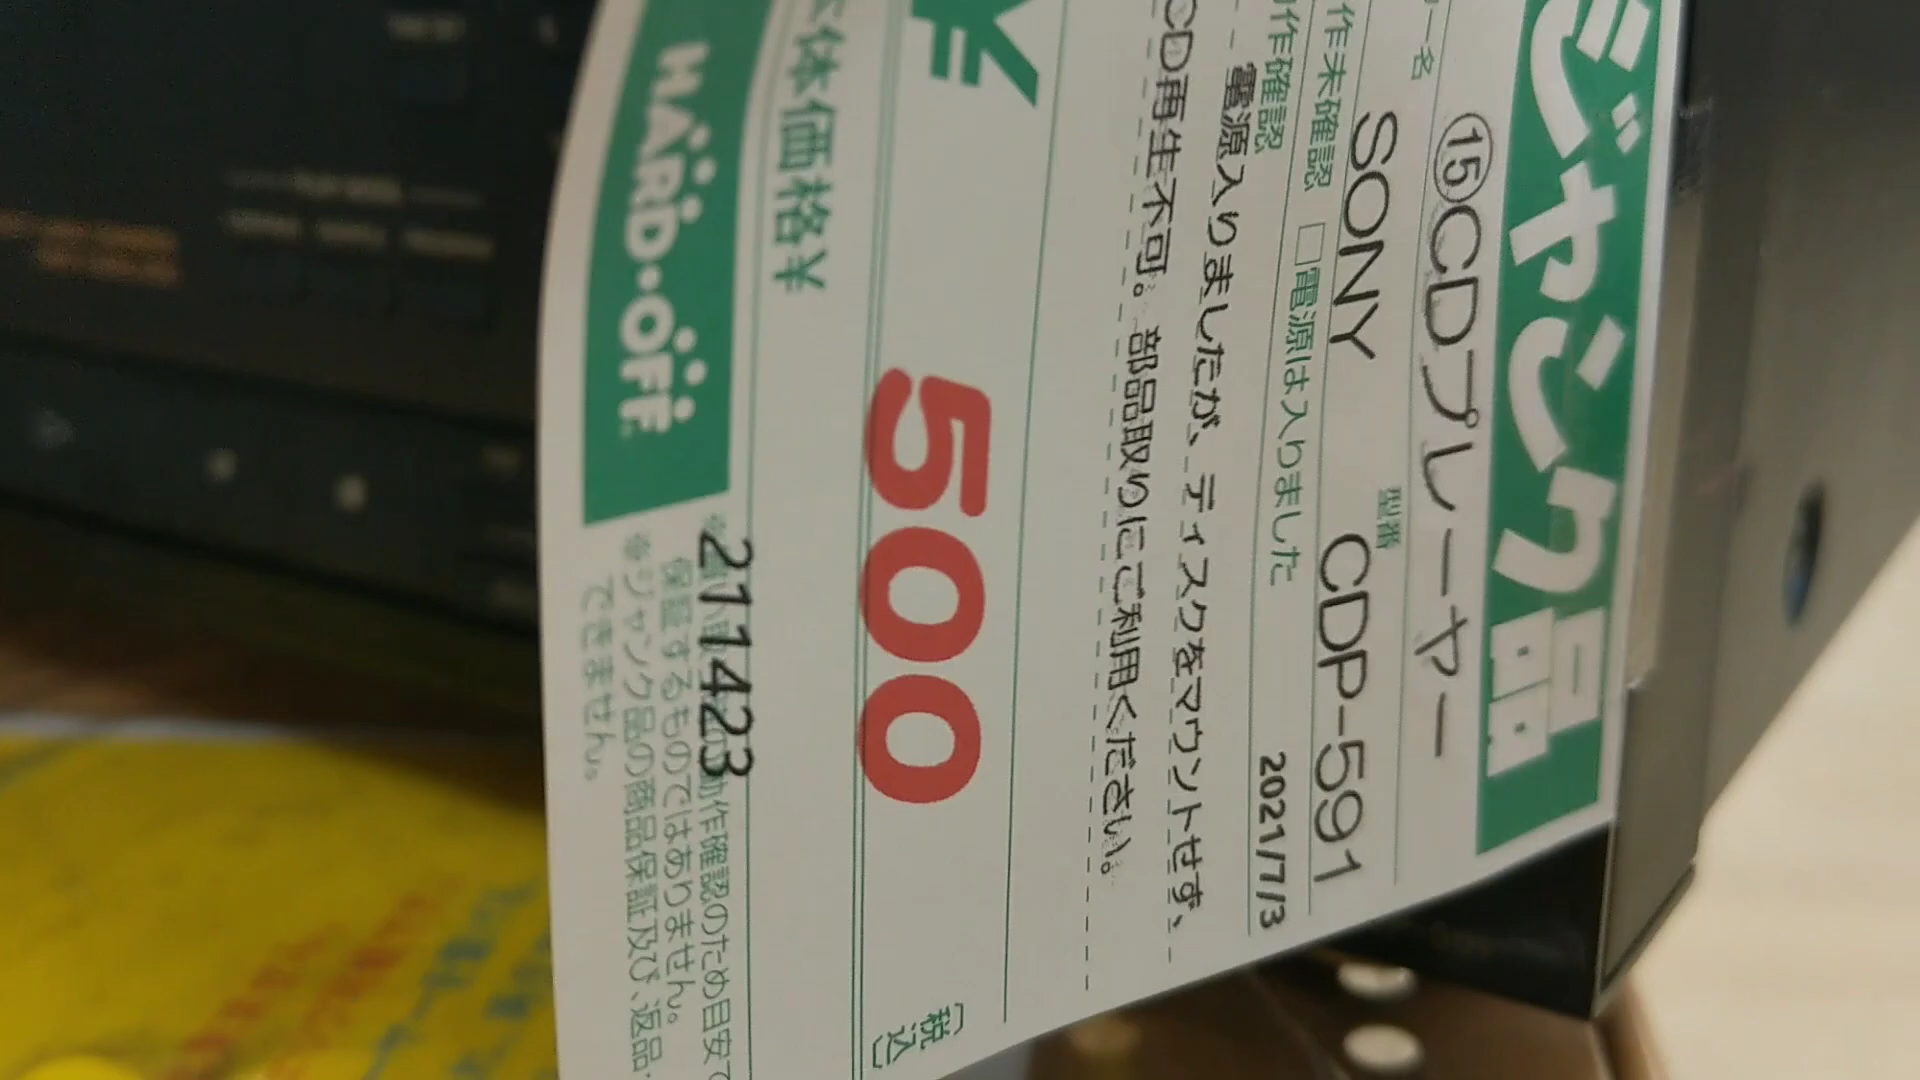 ジャンク品
⑮CDプレーヤー
ー名
SONY
型番
CDP-591
作未確認 □電源は入りました
作確認
2021/7/3
電源入りましたが、ディスクをマウントせず、
CD再生不可。部品取りにご利用ください。
¥
500
(税込)
本体価格¥
HARD・OFF
211423
動作確認のため目安で
保証するものではありません。
※ジャンク品の商品保証及び、返品・
できません。